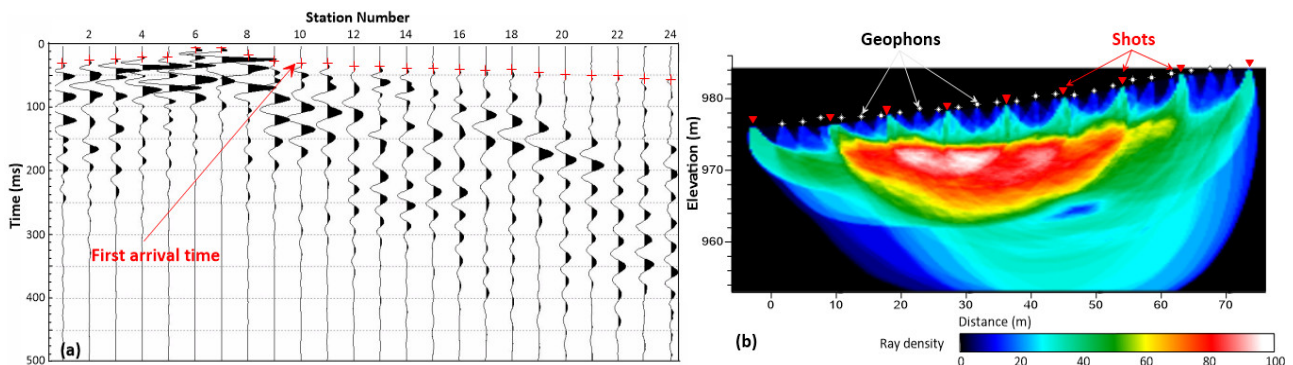 Station Number
2 4 6 8 10 12 14 16 18 20 22 24
0
100
200
300
400
500
Time (ms)
First arrival time
(a)
Geophons
Shots
980
970
960
Elevation (m)
0 10 20 30 40 50 60 70
Distance (m)
(b)
Ray density
0 20 40 60 80 100